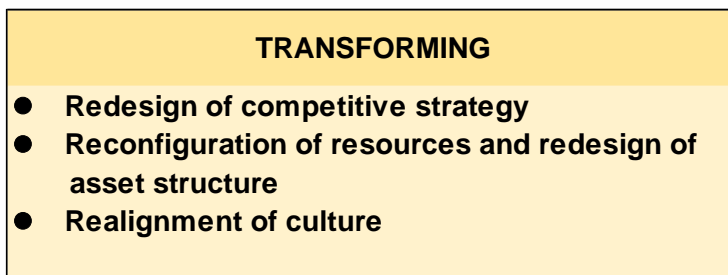 TRANSFORMING
● Redesign of competitive strategy
● Reconfiguration of resources and redesign of
asset structure
● Realignment of culture